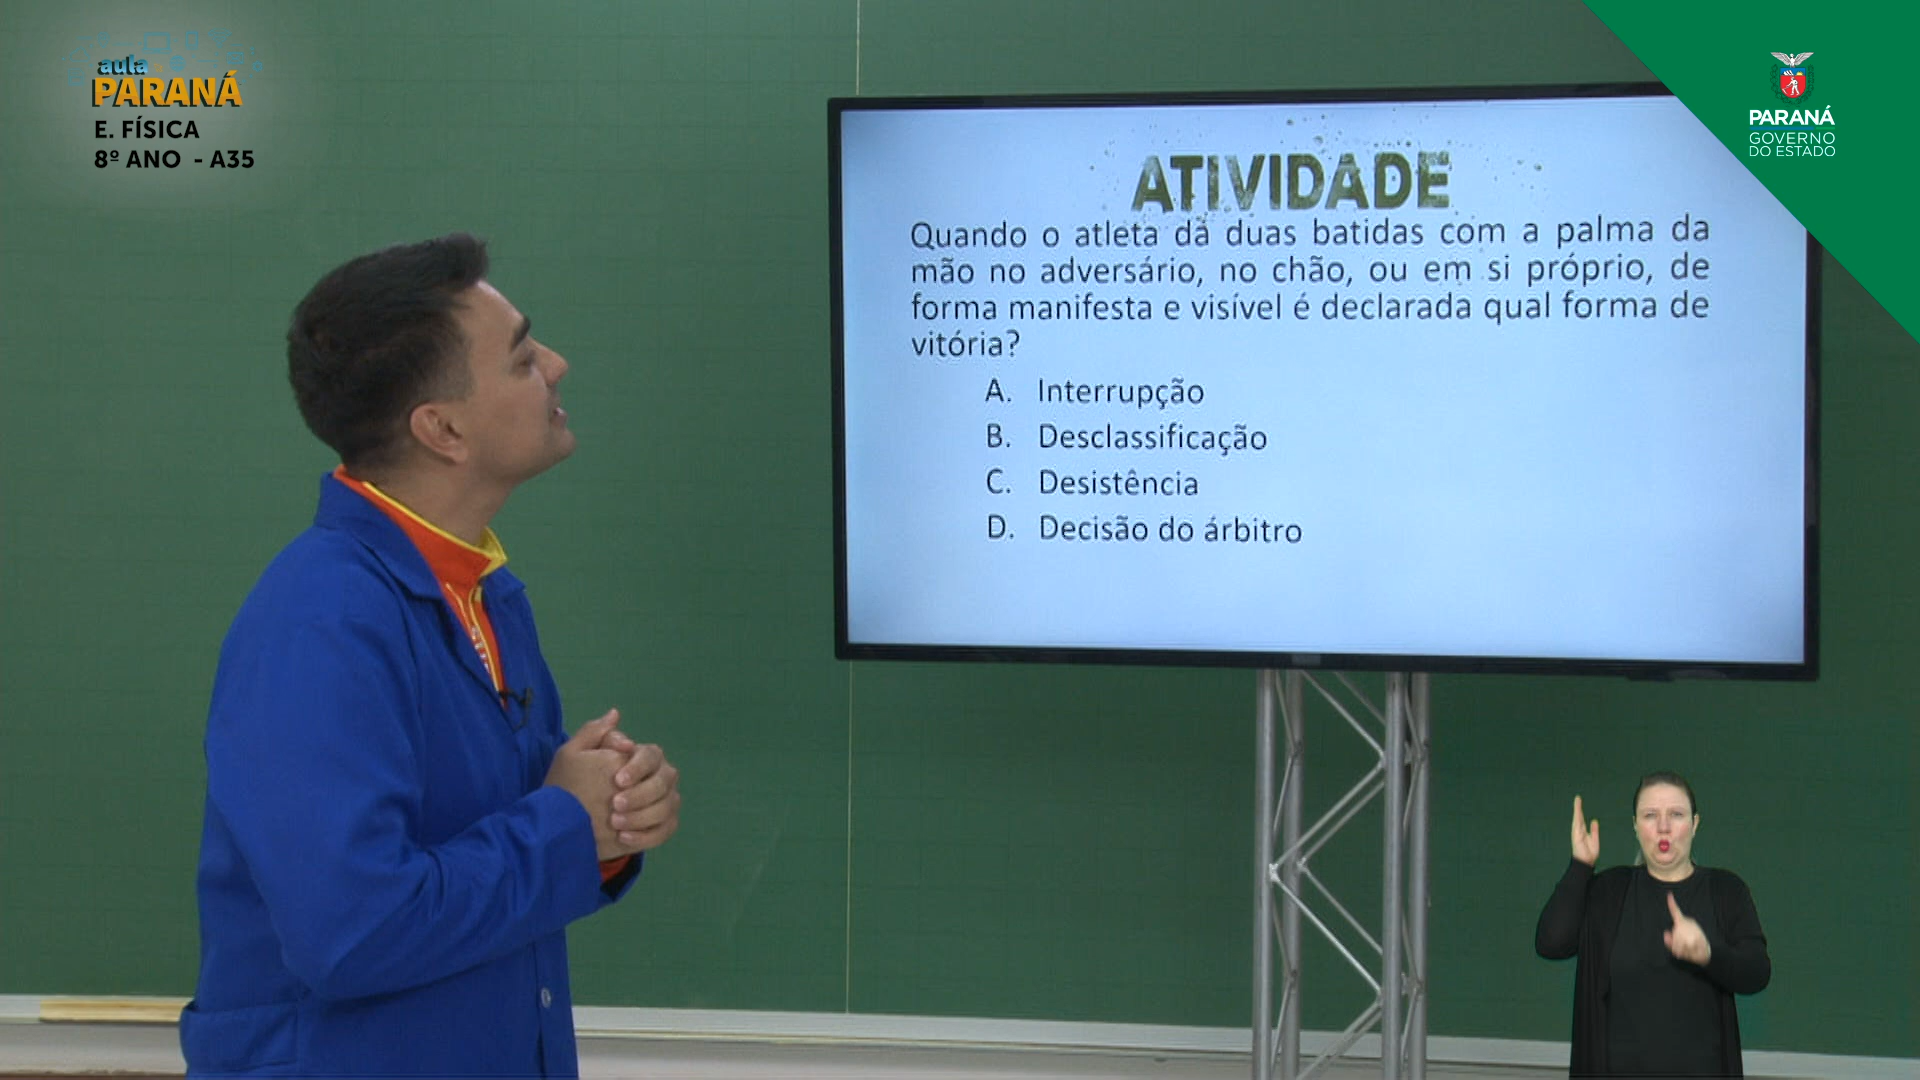 aula
PARANÁ
E. FÍSICA
8º ANO - A35
PARANÁ
GOVERNO
DO ESTADO
ATIVIDADE
Quando o atleta dá duas batidas com a palma da
mão no adversário, no chão, ou em si próprio, de
forma manifesta e visível é declarada qual forma de
vitória?
A. Interrupção
B. Desclassificação
C. Desistência
D. Decisão do árbitro